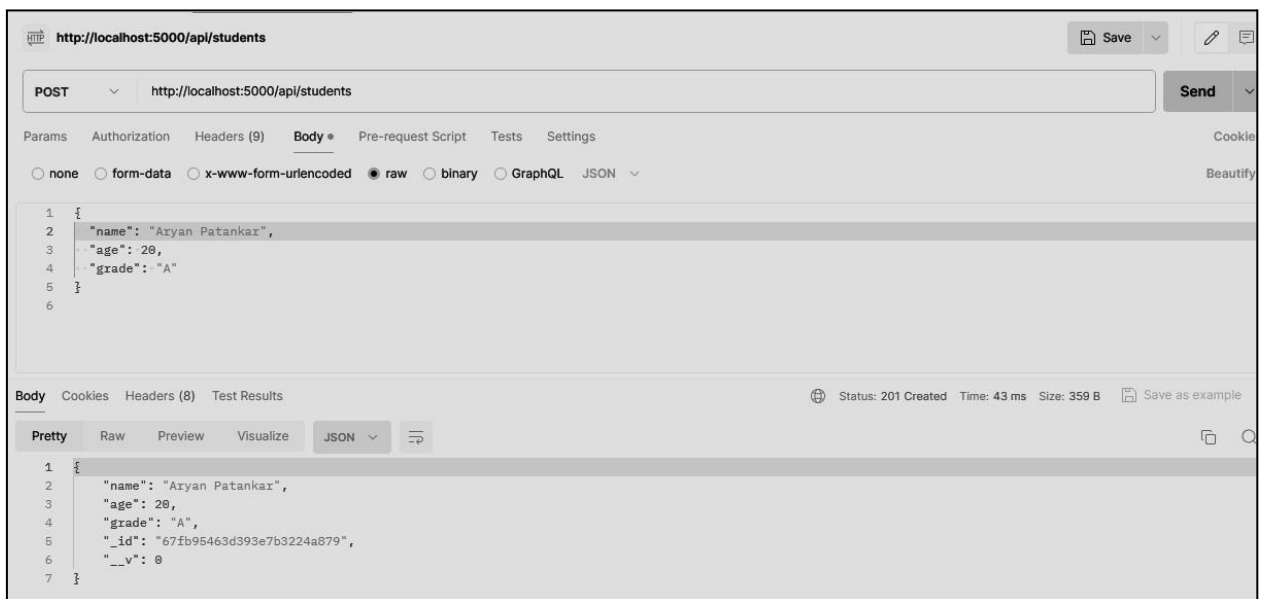 HTTP http://localhost:5000/api/students Save
POST http://localhost:5000/api/students Send
Params Authorization Headers (9) Body Pre-request Script Tests Settings Cookie
none form-data x-www-form-urlencoded raw binary GraphQL JSON Beautify
1 {
2 "name": "Aryan Patankar",
3 "age": 20,
4 "grade": "A"
5 }
6
Body Cookies Headers (8) Test Results Status: 201 Created Time: 43 ms Size: 359 B Save as example
Pretty Raw Preview Visualize JSON
1 {
2 "name": "Aryan Patankar",
3 "age": 20,
4 "grade": "A",
5 "_id": "67fb95463d393e7b3224a879",
6 "__v": 0
7 }